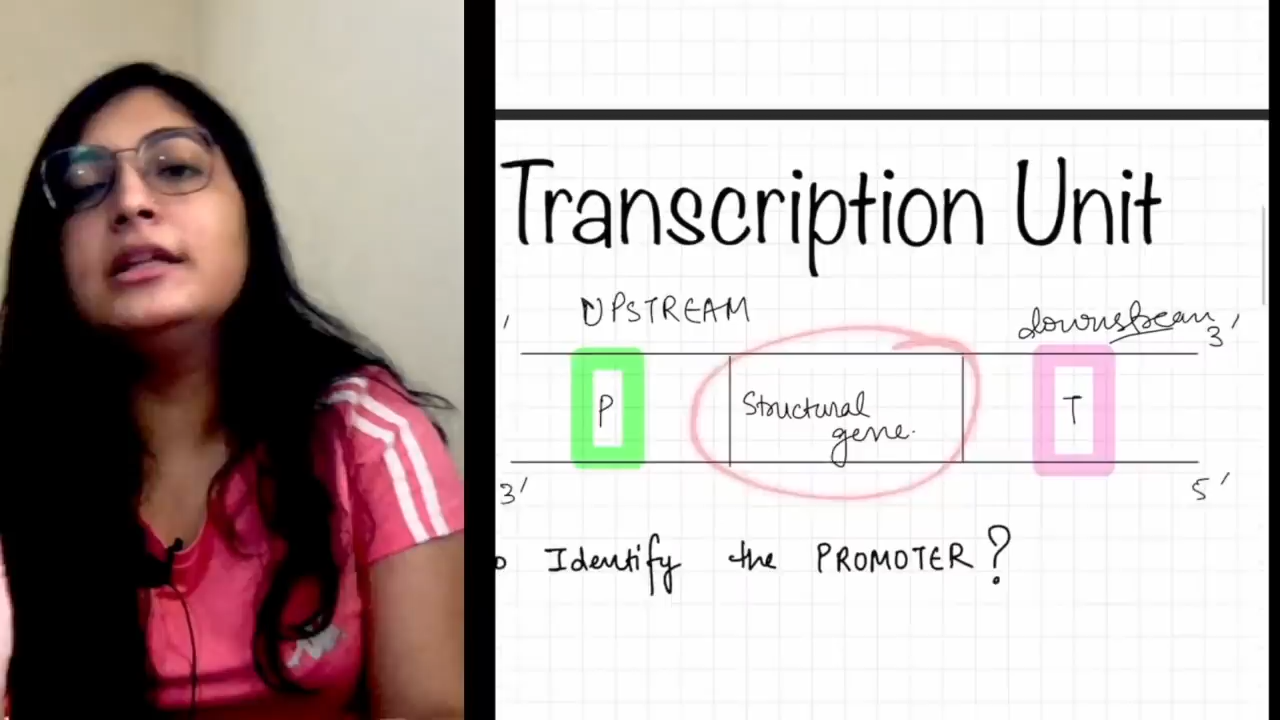 Transcription Unit
UPSTREAM
downstream
' 3'
P Structural gene. T
3' 5'
Identify the PROMOTER?